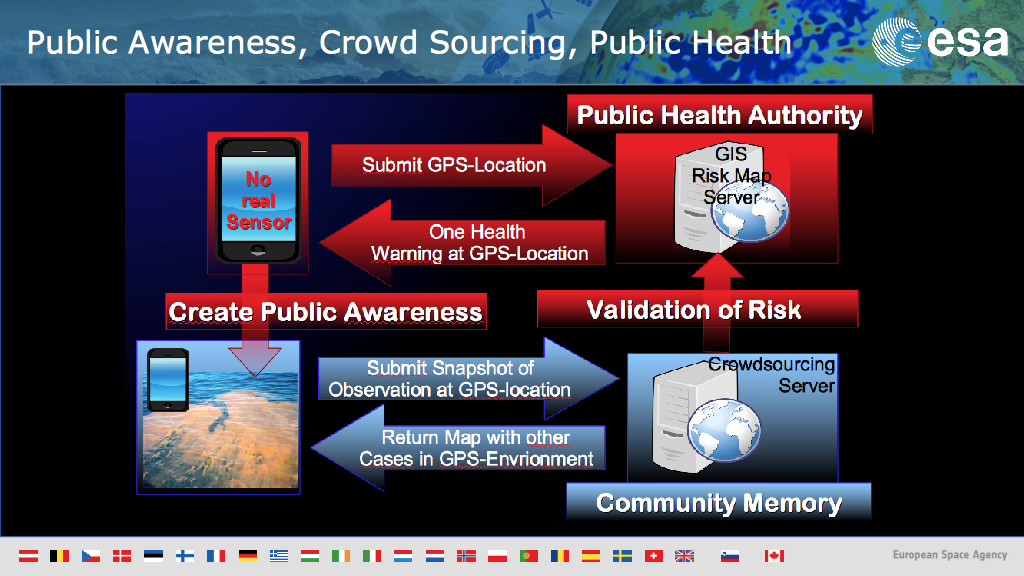 Public Awareness, Crowd Sourcing, Public Health
esa
Public Health Authority
No
real
Sensor
Submit GPS-Location
GIS
Risk Map
Server
One Health
Warning at GPS-Location
Create Public Awareness
Validation of Risk
Submit Snapshot of
Observation at GPS-location
Crowdsourcing
Server
Return Map with other
Cases in GPS-Envrionment
Community Memory
European Space Agency